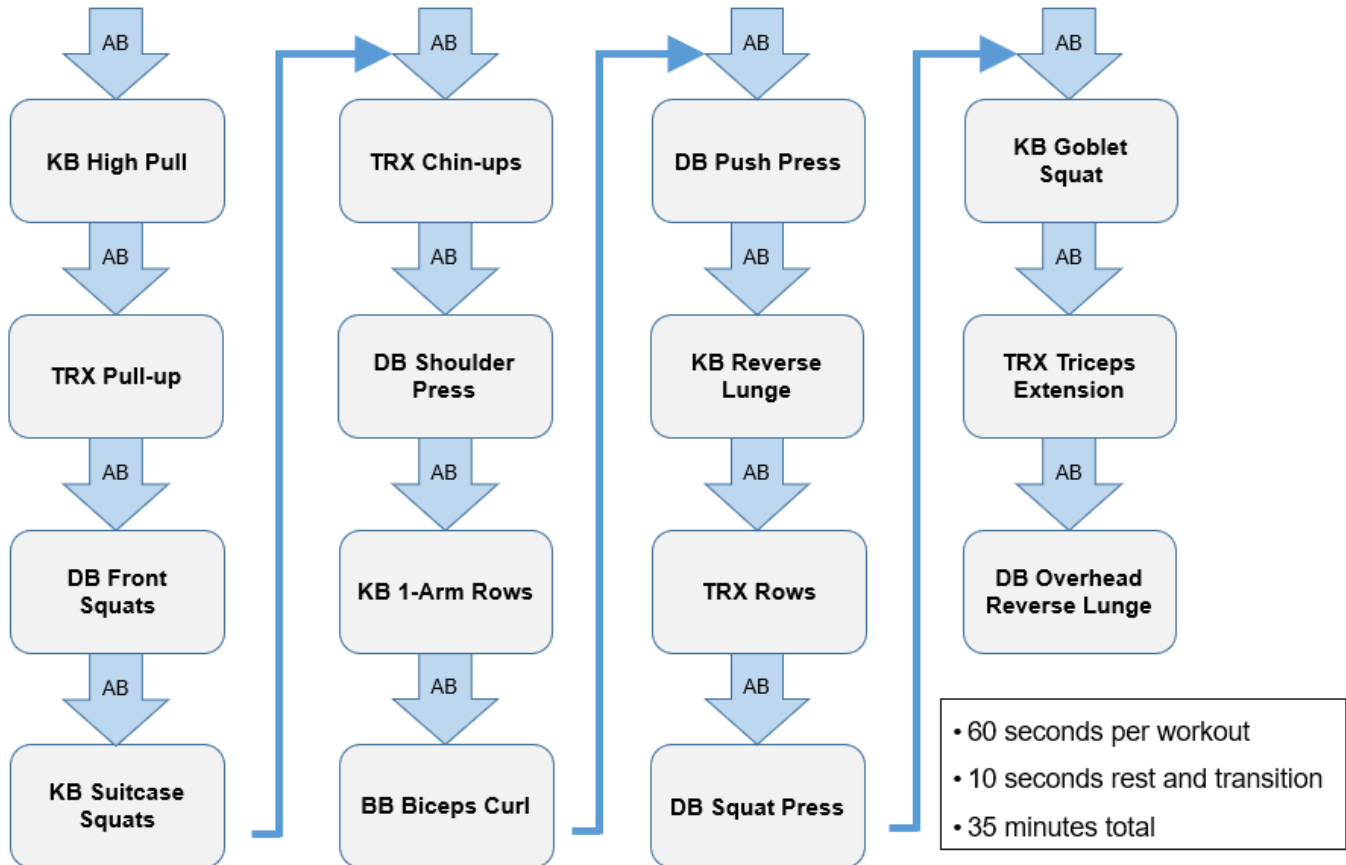 AB
KB High Pull
AB
TRX Pull-up
AB
DB Front
Squats
AB
KB Suitcase
Squats
AB
TRX Chin-ups
AB
DB Shoulder
Press
AB
KB 1-Arm Rows
AB
BB Biceps Curl
AB
DB Push Press
AB
KB Reverse
Lunge
AB
TRX Rows
AB
DB Squat Press
AB
KB Goblet
Squat
AB
TRX Triceps
Extension
AB
DB Overhead
Reverse Lunge
• 60 seconds per workout
• 10 seconds rest and transition
• 35 minutes total